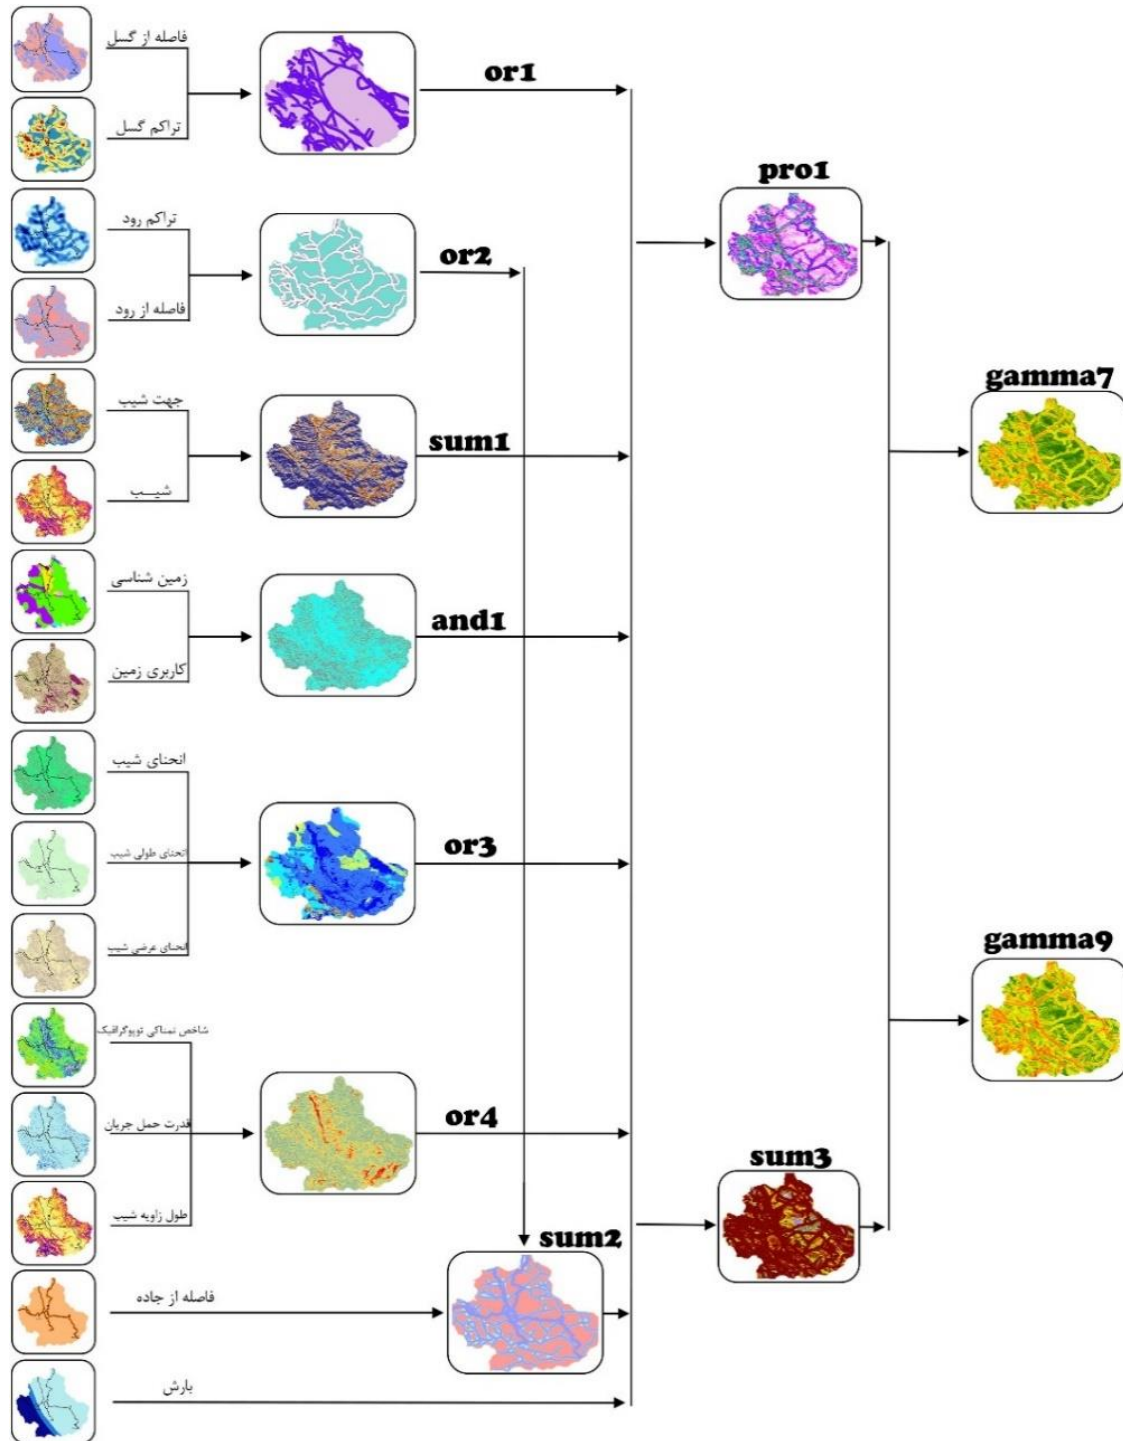 فاصله از گسل
تراکم گسل
or1
تراکم رود
فاصله از رود
or2
جهت شیب
شیــب
sum1
زمین شناسی
کاربری زمین
and1
انحنای شیب
انحنای طولی شیب
انحنای عرضی شیب
or3
شاخص نمناکی توپوگرافیک
قدرت حمل جریان
طول زاویه شیب
or4
فاصله از جاده
sum2
بارش
pro1
sum3
gamma7
gamma9